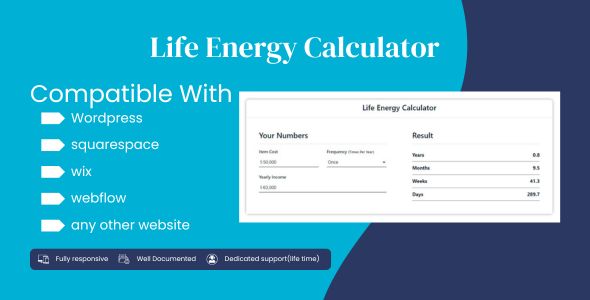 Life Energy Calculator
Compatible With
Wordpress
squarespace
wix
webflow
any other website
Fully responsive
Well Documented
Dedicated support(life time)
Life Energy Calculator
Your Numbers
Item Cost
Frequency (Times Per Year)
Once
Yearly Income
Result
Years 0.8
Months 9.5
Weeks 41.3
Days 289.7